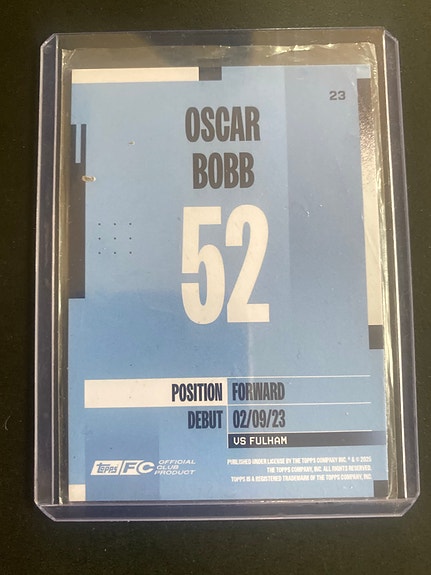 23
OSCAR
BOBB
52
POSITION FORWARD
DEBUT 02/09/23
VS FULHAM
topps FC OFFICIAL
CLUB
PRODUCT
PUBLISHED UNDER LICENSE BY THE TOPPS COMPANY INC. ® & © 2025
THE TOPPS COMPANY, INC. ALL RIGHTS RESERVED.
TOPPS IS A REGISTERED TRADEMARK OF THE TOPPS COMPANY, INC.